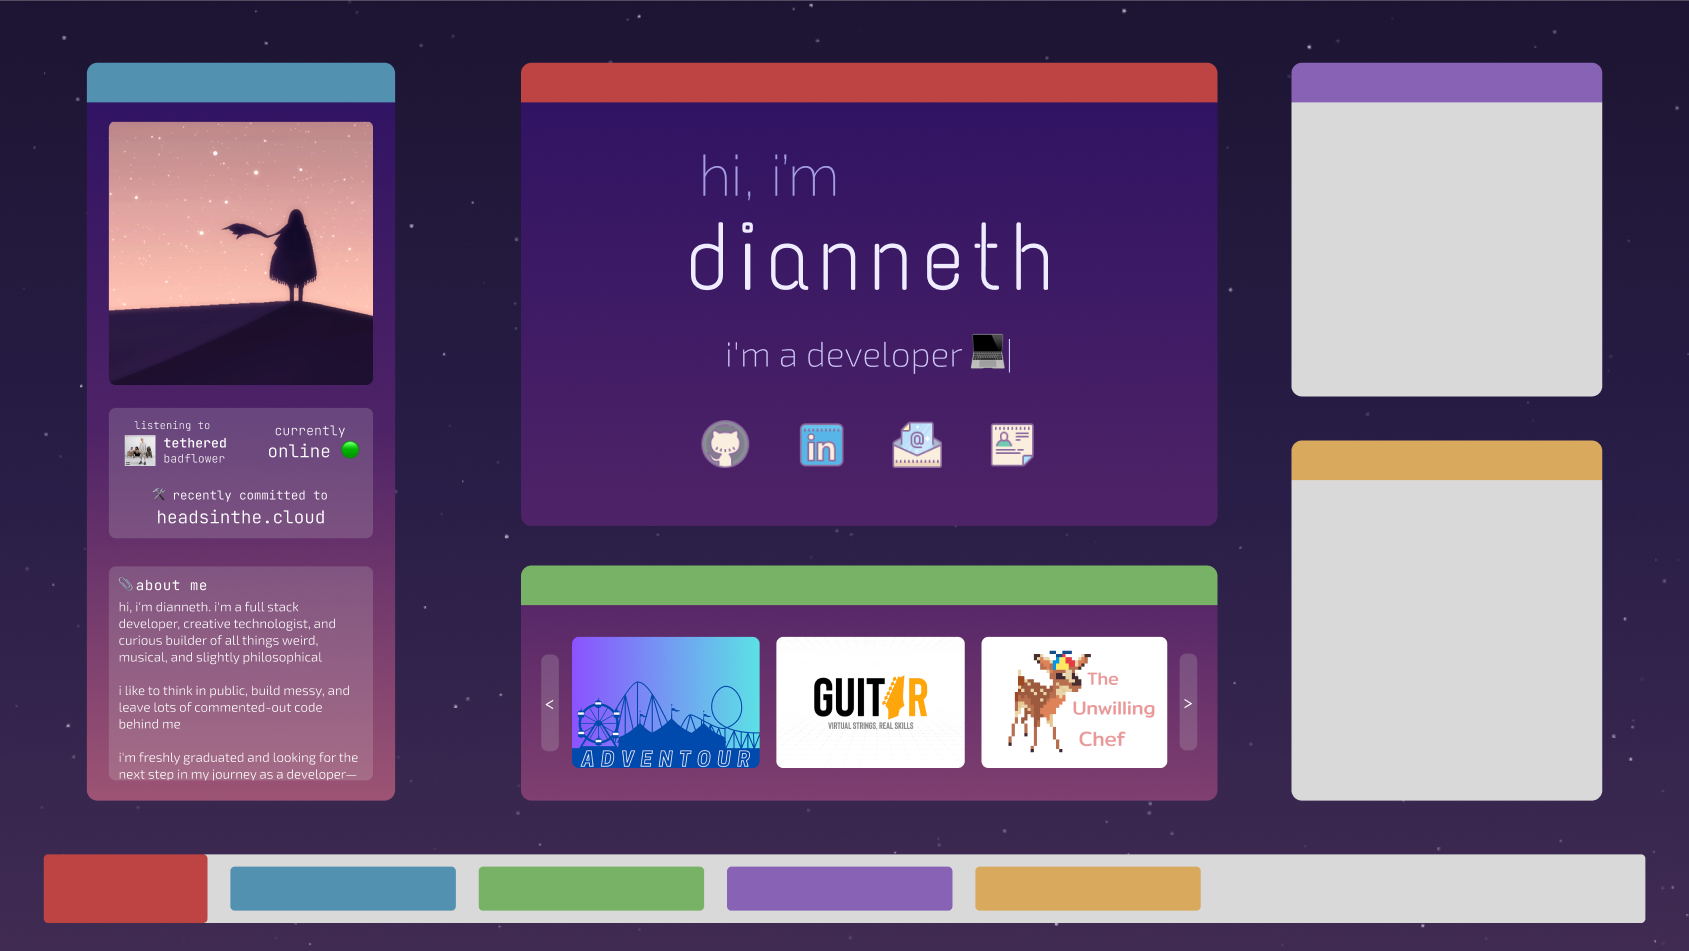 listening to
tethered
badflower
currently
online
recently committed to
headsinthe.cloud
about me
hi, i'm dianneth. i'm a full stack
developer, creative technologist, and
curious builder of all things weird,
musical, and slightly philosophical
i like to think in public, build messy, and
leave lots of commented-out code
behind me
i'm freshly graduated and looking for the
next step in my journey as a developer—
hi, i'm
dianneth
i'm a developer
in
@
<
ADVENTOUR
GUITAR
VIRTUAL STRINGS, REAL SKILLS
The
Unwilling
Chef
>